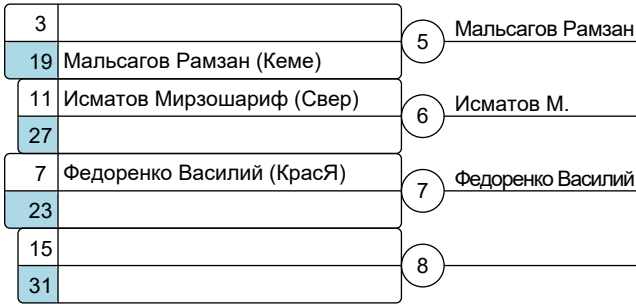 3
5
Мальсагов Рамзан
19 Мальсагов Рамзан (Кеме)
11 Исматов Мирзошариф (Свер)
6
Исматов М.
27
7 Федоренко Василий (КрасЯ)
7
Федоренко Василий
23
15
8
31